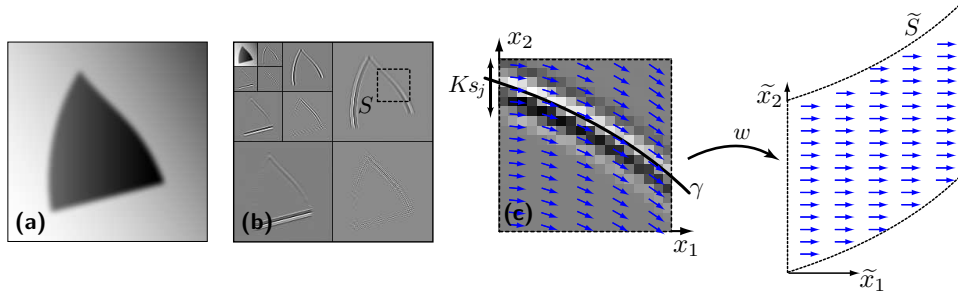 (a)
(b)
S
(c)
x₂
Ksⱼ
γ
x₁
w
x̃₂
S̃
x̃₁